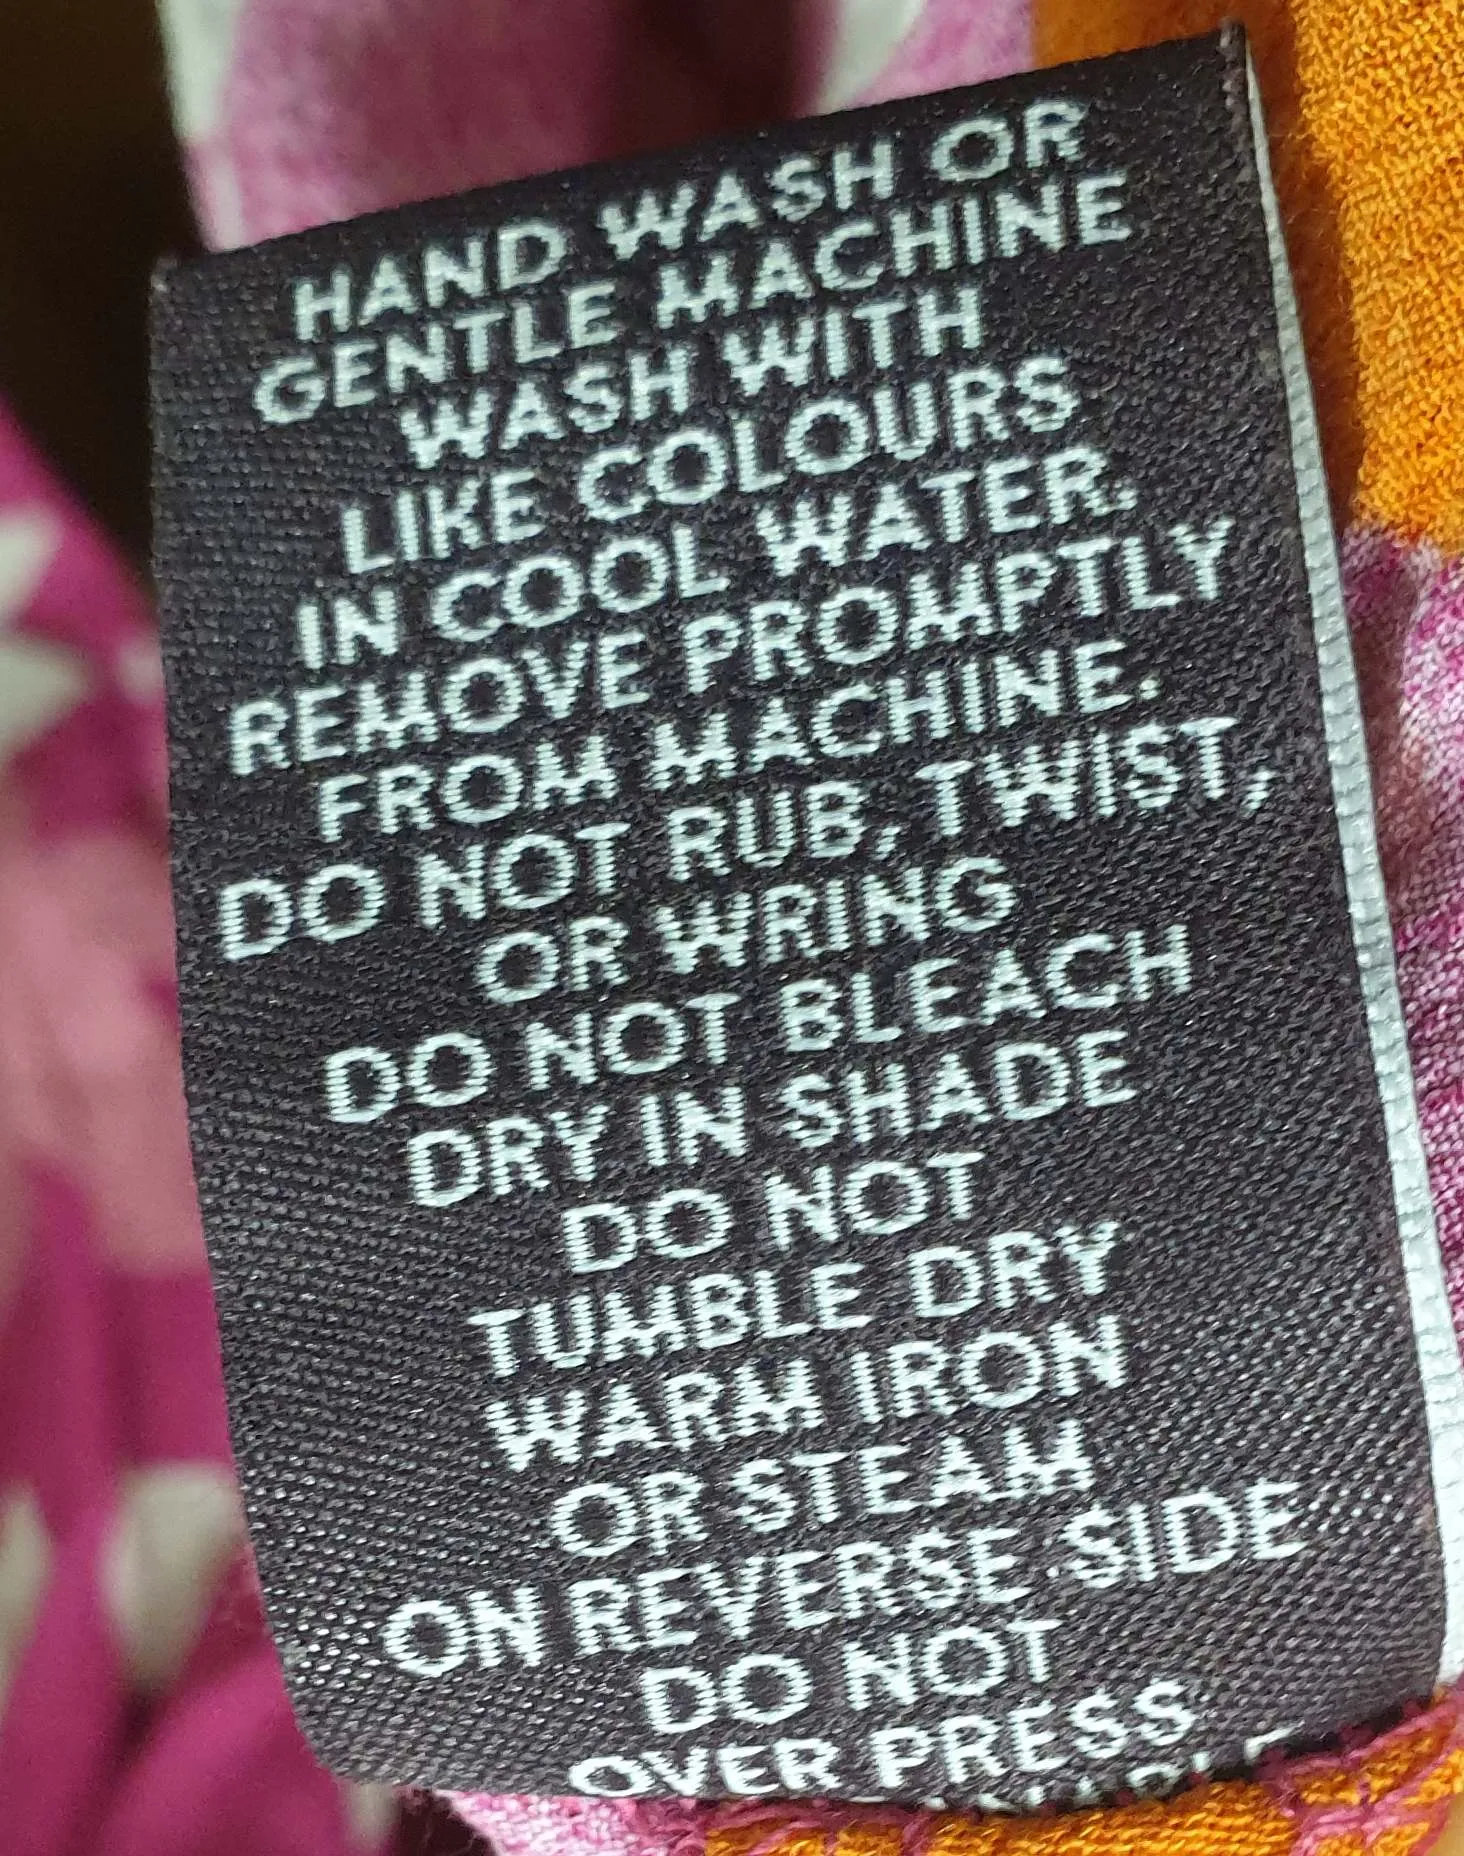 HAND WASH OR
GENTLE MACHINE
WASH WITH
LIKE COLOURS
IN COOL WATER.
REMOVE PROMPTLY
FROM MACHINE.
DO NOT RUB, TWIST,
OR WRING
DO NOT BLEACH
DRY IN SHADE
DO NOT
TUMBLE DRY
WARM IRON
OR STEAM
ON REVERSE SIDE
DO NOT
OVER PRESS